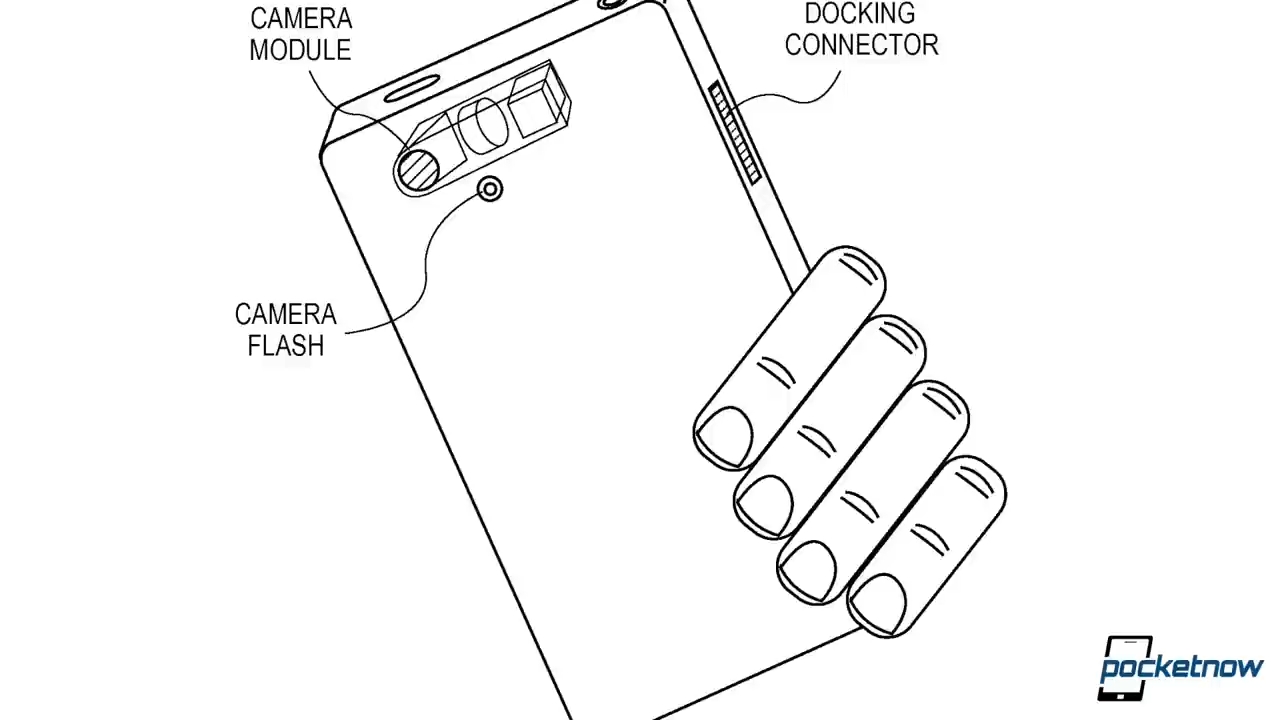 CAMERA
MODULE
DOCKING
CONNECTOR
CAMERA
FLASH
pocketnow